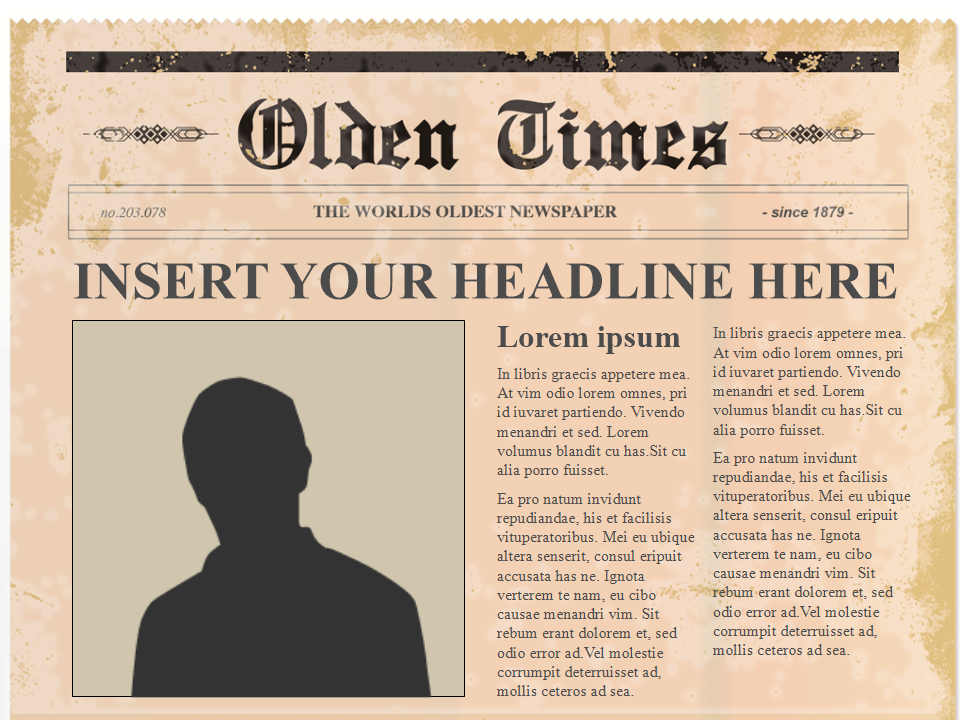 Olden Times
no.203.078
THE WORLDS OLDEST NEWSPAPER
- since 1879 -
INSERT YOUR HEADLINE HERE
Lorem ipsum
In libris graecis appetere mea.
At vim odio lorem omnes, pri
id iuvaret partiendo. Vivendo
menandri et sed. Lorem
volumus blandit cu has.Sit cu
alia porro fuisset.
Ea pro natum invidunt
repudiandae, his et facilisis
vituperatoribus. Mei eu ubique
altera senserit, consul eripuit
accusata has ne. Ignota
verterem te nam, eu cibo
causae menandri vim. Sit
rebum erant dolorem et, sed
odio error ad.Vel molestie
corrumpit deterruisset ad,
mollis ceteros ad sea.
In libris graecis appetere mea.
At vim odio lorem omnes, pri
id iuvaret partiendo. Vivendo
menandri et sed. Lorem
volumus blandit cu has.Sit cu
alia porro fuisset.
Ea pro natum invidunt
repudiandae, his et facilisis
vituperatoribus. Mei eu ubique
altera senserit, consul eripuit
accusata has ne. Ignota
verterem te nam, eu cibo
causae menandri vim. Sit
rebum erant dolorem et, sed
odio error ad.Vel molestie
corrumpit deterruisset ad,
mollis ceteros ad sea.